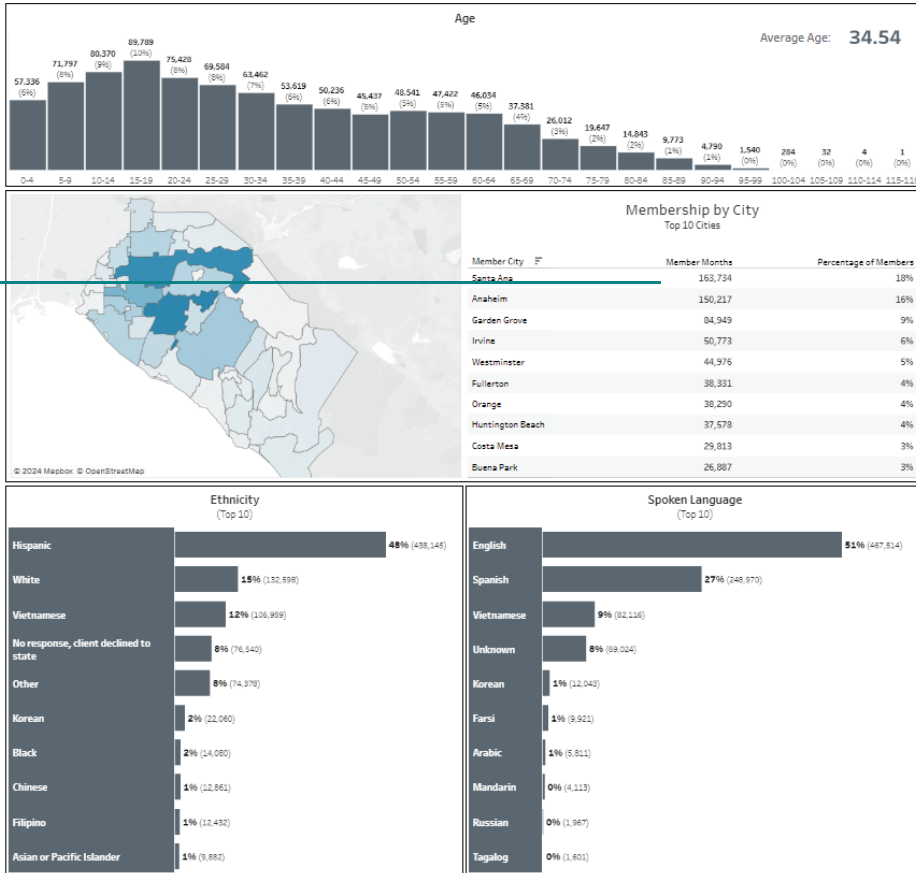 Age
Average Age: 34.54
57,336 71,797 80,370 89,789 75,428 69,584 63,462 53,619 50,236 45,437 48,541 47,422 46,034 37,381 26,012 19,647 14,843 9,773 4,790 1,540 284 32 4 1
(6%) (8%) (9%) (10%) (8%) (8%) (7%) (6%) (6%) (5%) (5%) (5%) (5%) (4%) (3%) (2%) (2%) (1%) (1%) (0%) (0%) (0%) (0%) (0%)
0-4 5-9 10-14 15-19 20-24 25-29 30-34 35-39 40-44 45-49 50-54 55-59 60-64 65-69 70-74 75-79 80-84 85-89 90-94 95-99 100-104 105-109 110-114 115-119
© 2024 Mapbox © OpenStreetMap
Membership by City
Top 10 Cities
Member City Member Months Percentage of Members
Santa Ana 163,734 18%
Anaheim 150,217 16%
Garden Grove 84,949 9%
Irvine 50,773 6%
Westminster 44,976 5%
Fullerton 38,331 4%
Orange 38,290 4%
Huntington Beach 37,578 4%
Costa Mesa 29,813 3%
Buena Park 26,887 3%
Ethnicity
(Top 10)
Hispanic 48% (438,145)
White 15% (132,598)
Vietnamese 12% (106,959)
No response, client declined to
state 8% (76,540)
Other 8% (74,378)
Korean 2% (22,060)
Black 2% (14,080)
Chinese 1% (12,861)
Filipino 1% (12,432)
Asian or Pacific Islander 1% (9,882)
Spoken Language
(Top 10)
English 51% (467,514)
Spanish 27% (248,970)
Vietnamese 9% (82,116)
Unknown 8% (69,024)
Korean 1% (12,043)
Farsi 1% (9,921)
Arabic 1% (5,811)
Mandarin 0% (4,113)
Russian 0% (1,967)
Tagalog 0% (1,601)